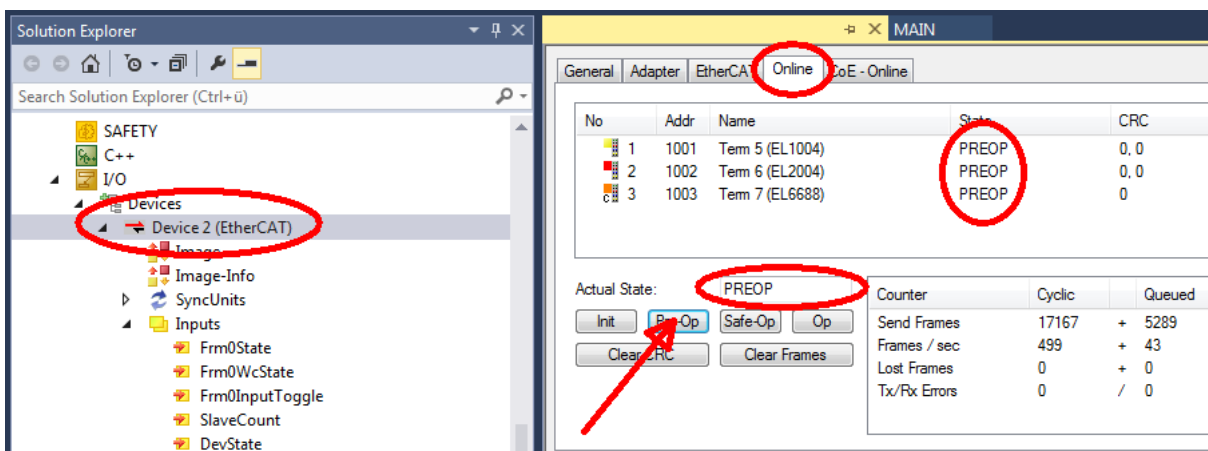 Solution Explorer
Search Solution Explorer (Ctrl+ü)
SAFETY
C++
I/O
Devices
Device 2 (EtherCAT)
Image
Image-Info
SyncUnits
Inputs
Frm0State
Frm0WcState
Frm0InputToggle
SlaveCount
DevState
MAIN
General Adapter EtherCAT Online CoE - Online
No Addr Name State CRC
1 1001 Term 5 (EL1004) PREOP 0, 0
2 1002 Term 6 (EL2004) PREOP 0, 0
3 1003 Term 7 (EL6688) PREOP 0
Actual State: PREOP
Init Pre-Op Safe-Op Op
Clear CRC Clear Frames
Counter Cyclic Queued
Send Frames 17167 + 5289
Frames / sec 499 + 43
Lost Frames 0 + 0
Tx/Rx Errors 0 / 0